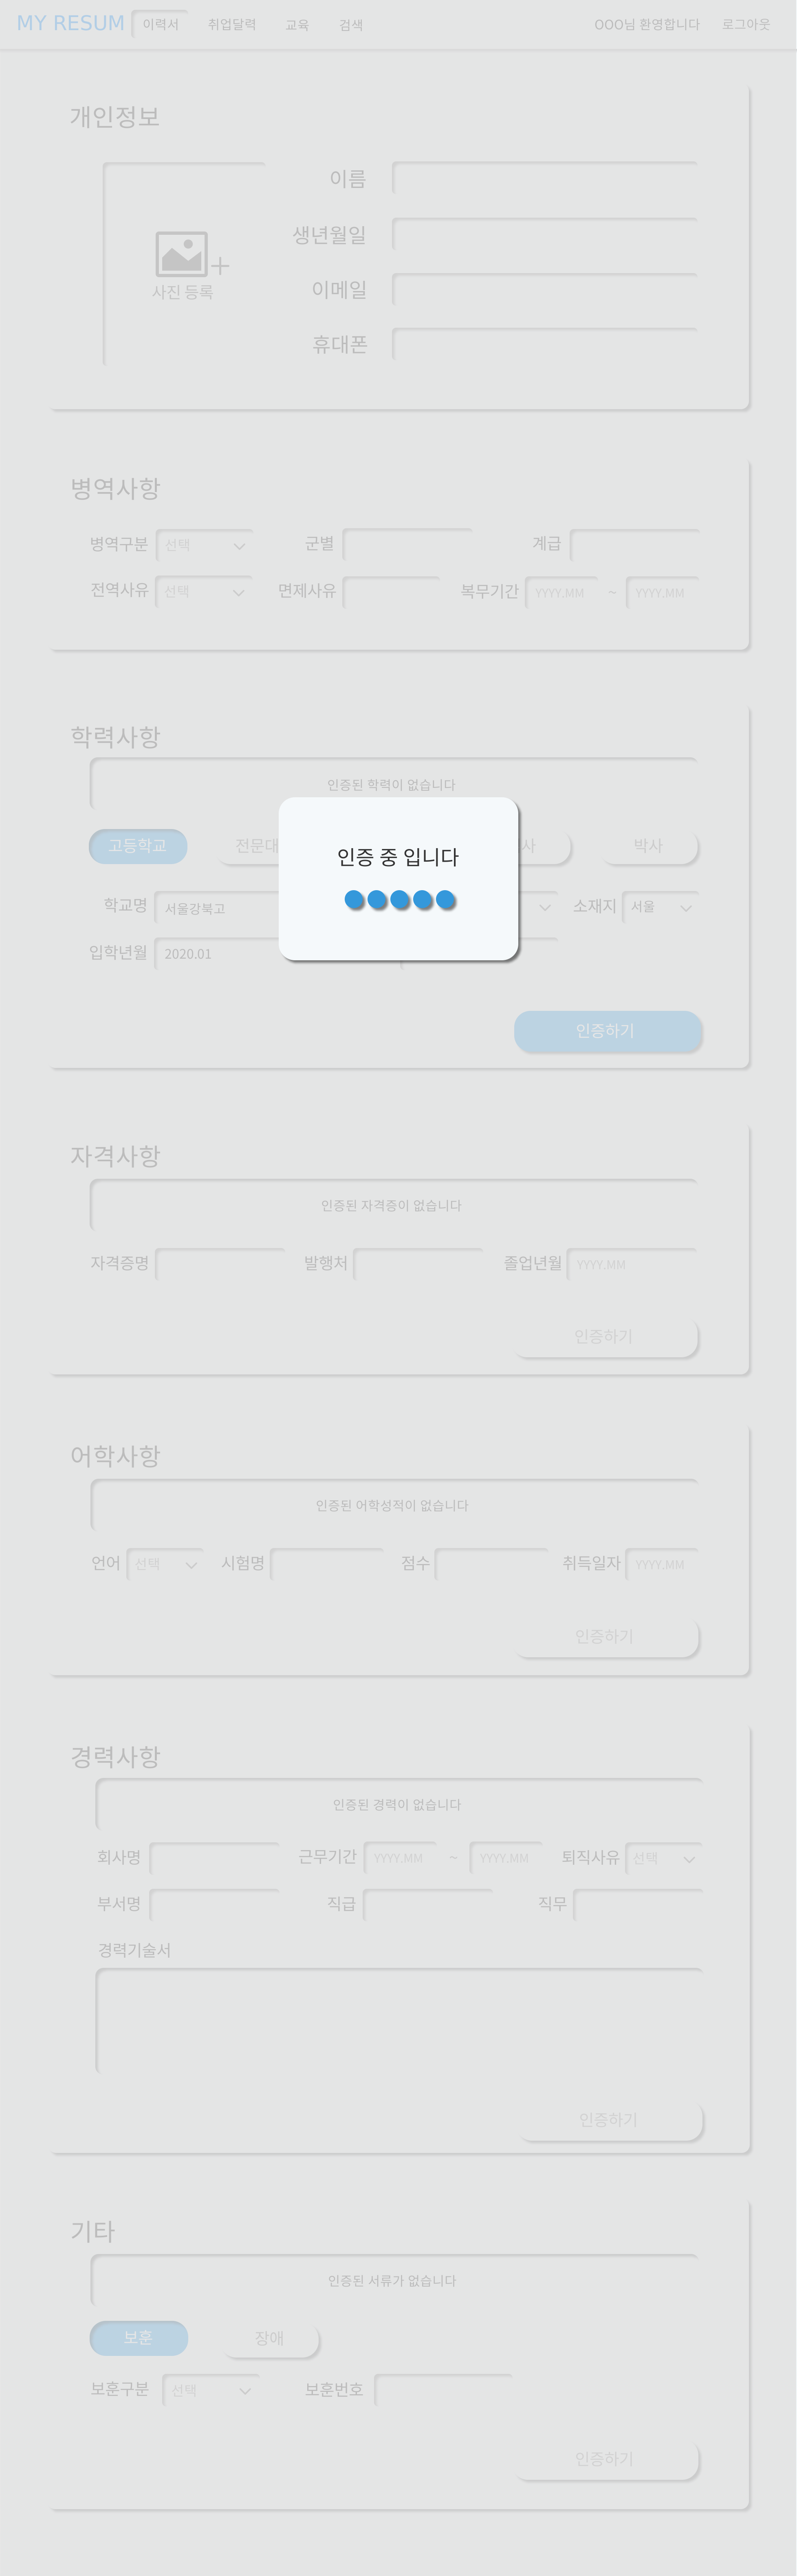 MY RESUM 이력서 취업달력 교육 검색 OOO님 환영합니다 로그아웃
개인정보
이름
생년월일
사진 등록
이메일
휴대폰
병역사항
병역구분 선택 군별 계급
전역사유 선택 면제사유 복무기간 YYYY.MM ~ YYYY.MM
학력사항
인증된 학력이 없습니다
고등학교 전문대 사 박사
인증 중 입니다
학교명 서울강북고 소재지 서울
입학년월 2020.01
인증하기
자격사항
인증된 자격증이 없습니다
자격증명 발행처 졸업년월 YYYY.MM
인증하기
어학사항
인증된 어학성적이 없습니다
언어 선택 시험명 점수 취득일자 YYYY.MM
인증하기
경력사항
인증된 경력이 없습니다
회사명 근무기간 YYYY.MM ~ YYYY.MM 퇴직사유 선택
부서명 직급 직무
경력기술서
인증하기
기타
인증된 서류가 없습니다
보훈 장애
보훈구분 선택 보훈번호
인증하기